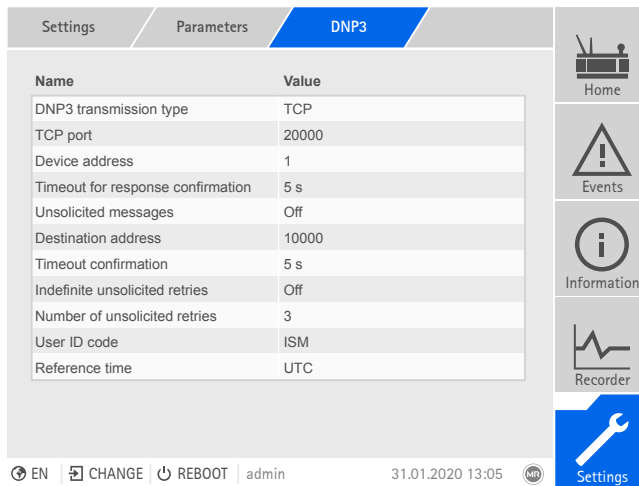 Settings Parameters DNP3
Name Value
DNP3 transmission type TCP
TCP port 20000
Device address 1
Timeout for response confirmation 5 s
Unsolicited messages Off
Destination address 10000
Timeout confirmation 5 s
Indefinite unsolicited retries Off
Number of unsolicited retries 3
User ID code ISM
Reference time UTC
Home
Events
Information
Recorder
Settings
EN CHANGE REBOOT admin 31.01.2020 13:05 MR